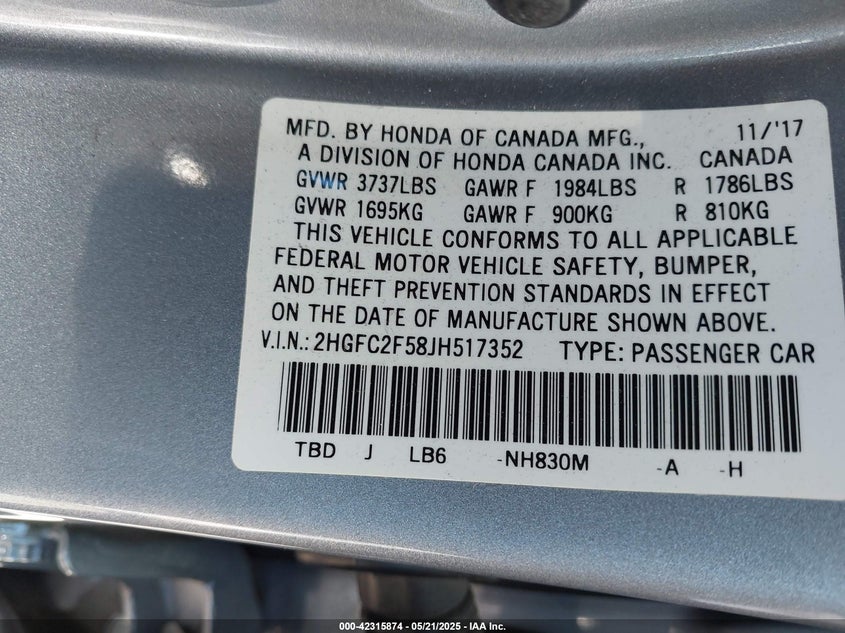 MFD. BY HONDA OF CANADA MFG., 11/'17
A DIVISION OF HONDA CANADA INC. CANADA
GVWR 3737LBS GAWR F 1984LBS R 1786LBS
GVWR 1695KG GAWR F 900KG R 810KG
THIS VEHICLE CONFORMS TO ALL APPLICABLE
FEDERAL MOTOR VEHICLE SAFETY, BUMPER,
AND THEFT PREVENTION STANDARDS IN EFFECT
ON THE DATE OF MANUFACTURE SHOWN ABOVE.
V.I.N.: 2HGFC2F58JH517352 TYPE: PASSENGER CAR
TBD J LB6 -NH830M -A -H
000-42315874 / 05/21/2025 - IAA Inc.